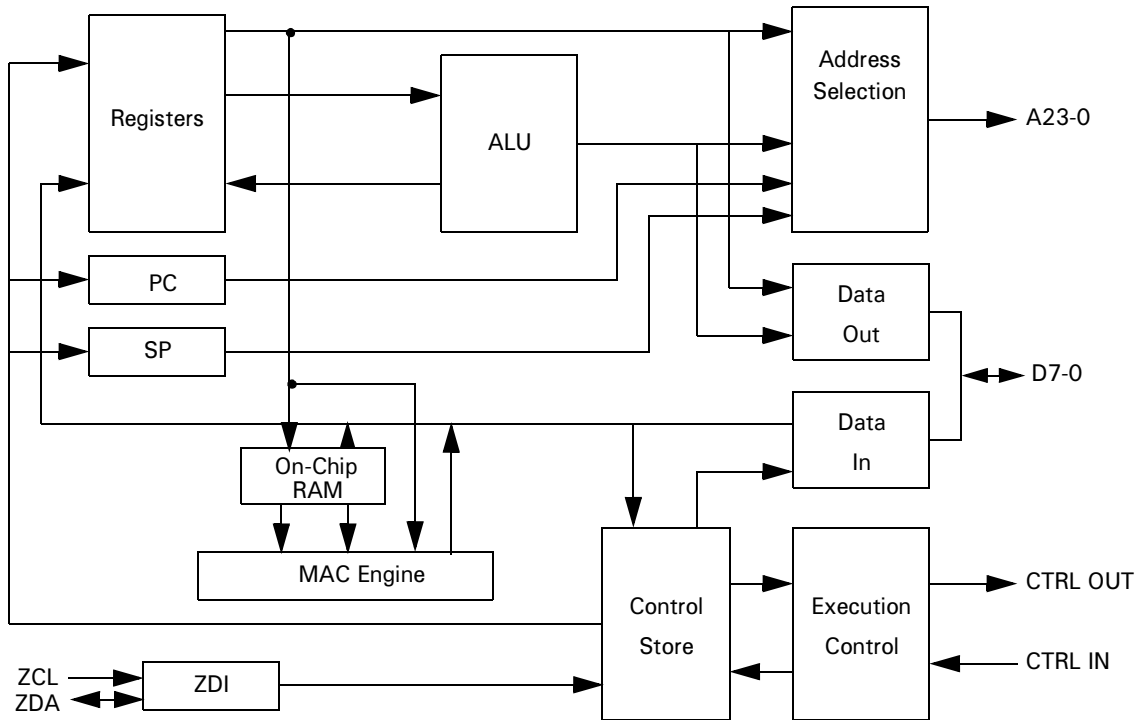 Registers
ALU
Address
Selection
A23-0
PC
SP
Data
Out
D7-0
Data
In
On-Chip
RAM
MAC Engine
Control
Store
Execution
Control
CTRL OUT
CTRL IN
ZCL
ZDA
ZDI